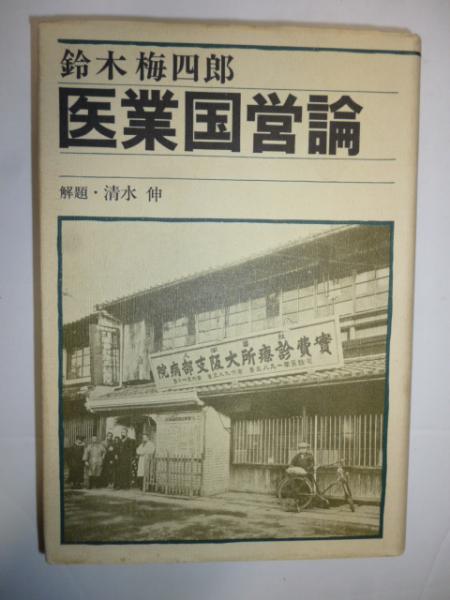 鈴木梅四郎
医業国営論
解題・清水 伸
實費診療所大阪支部病院